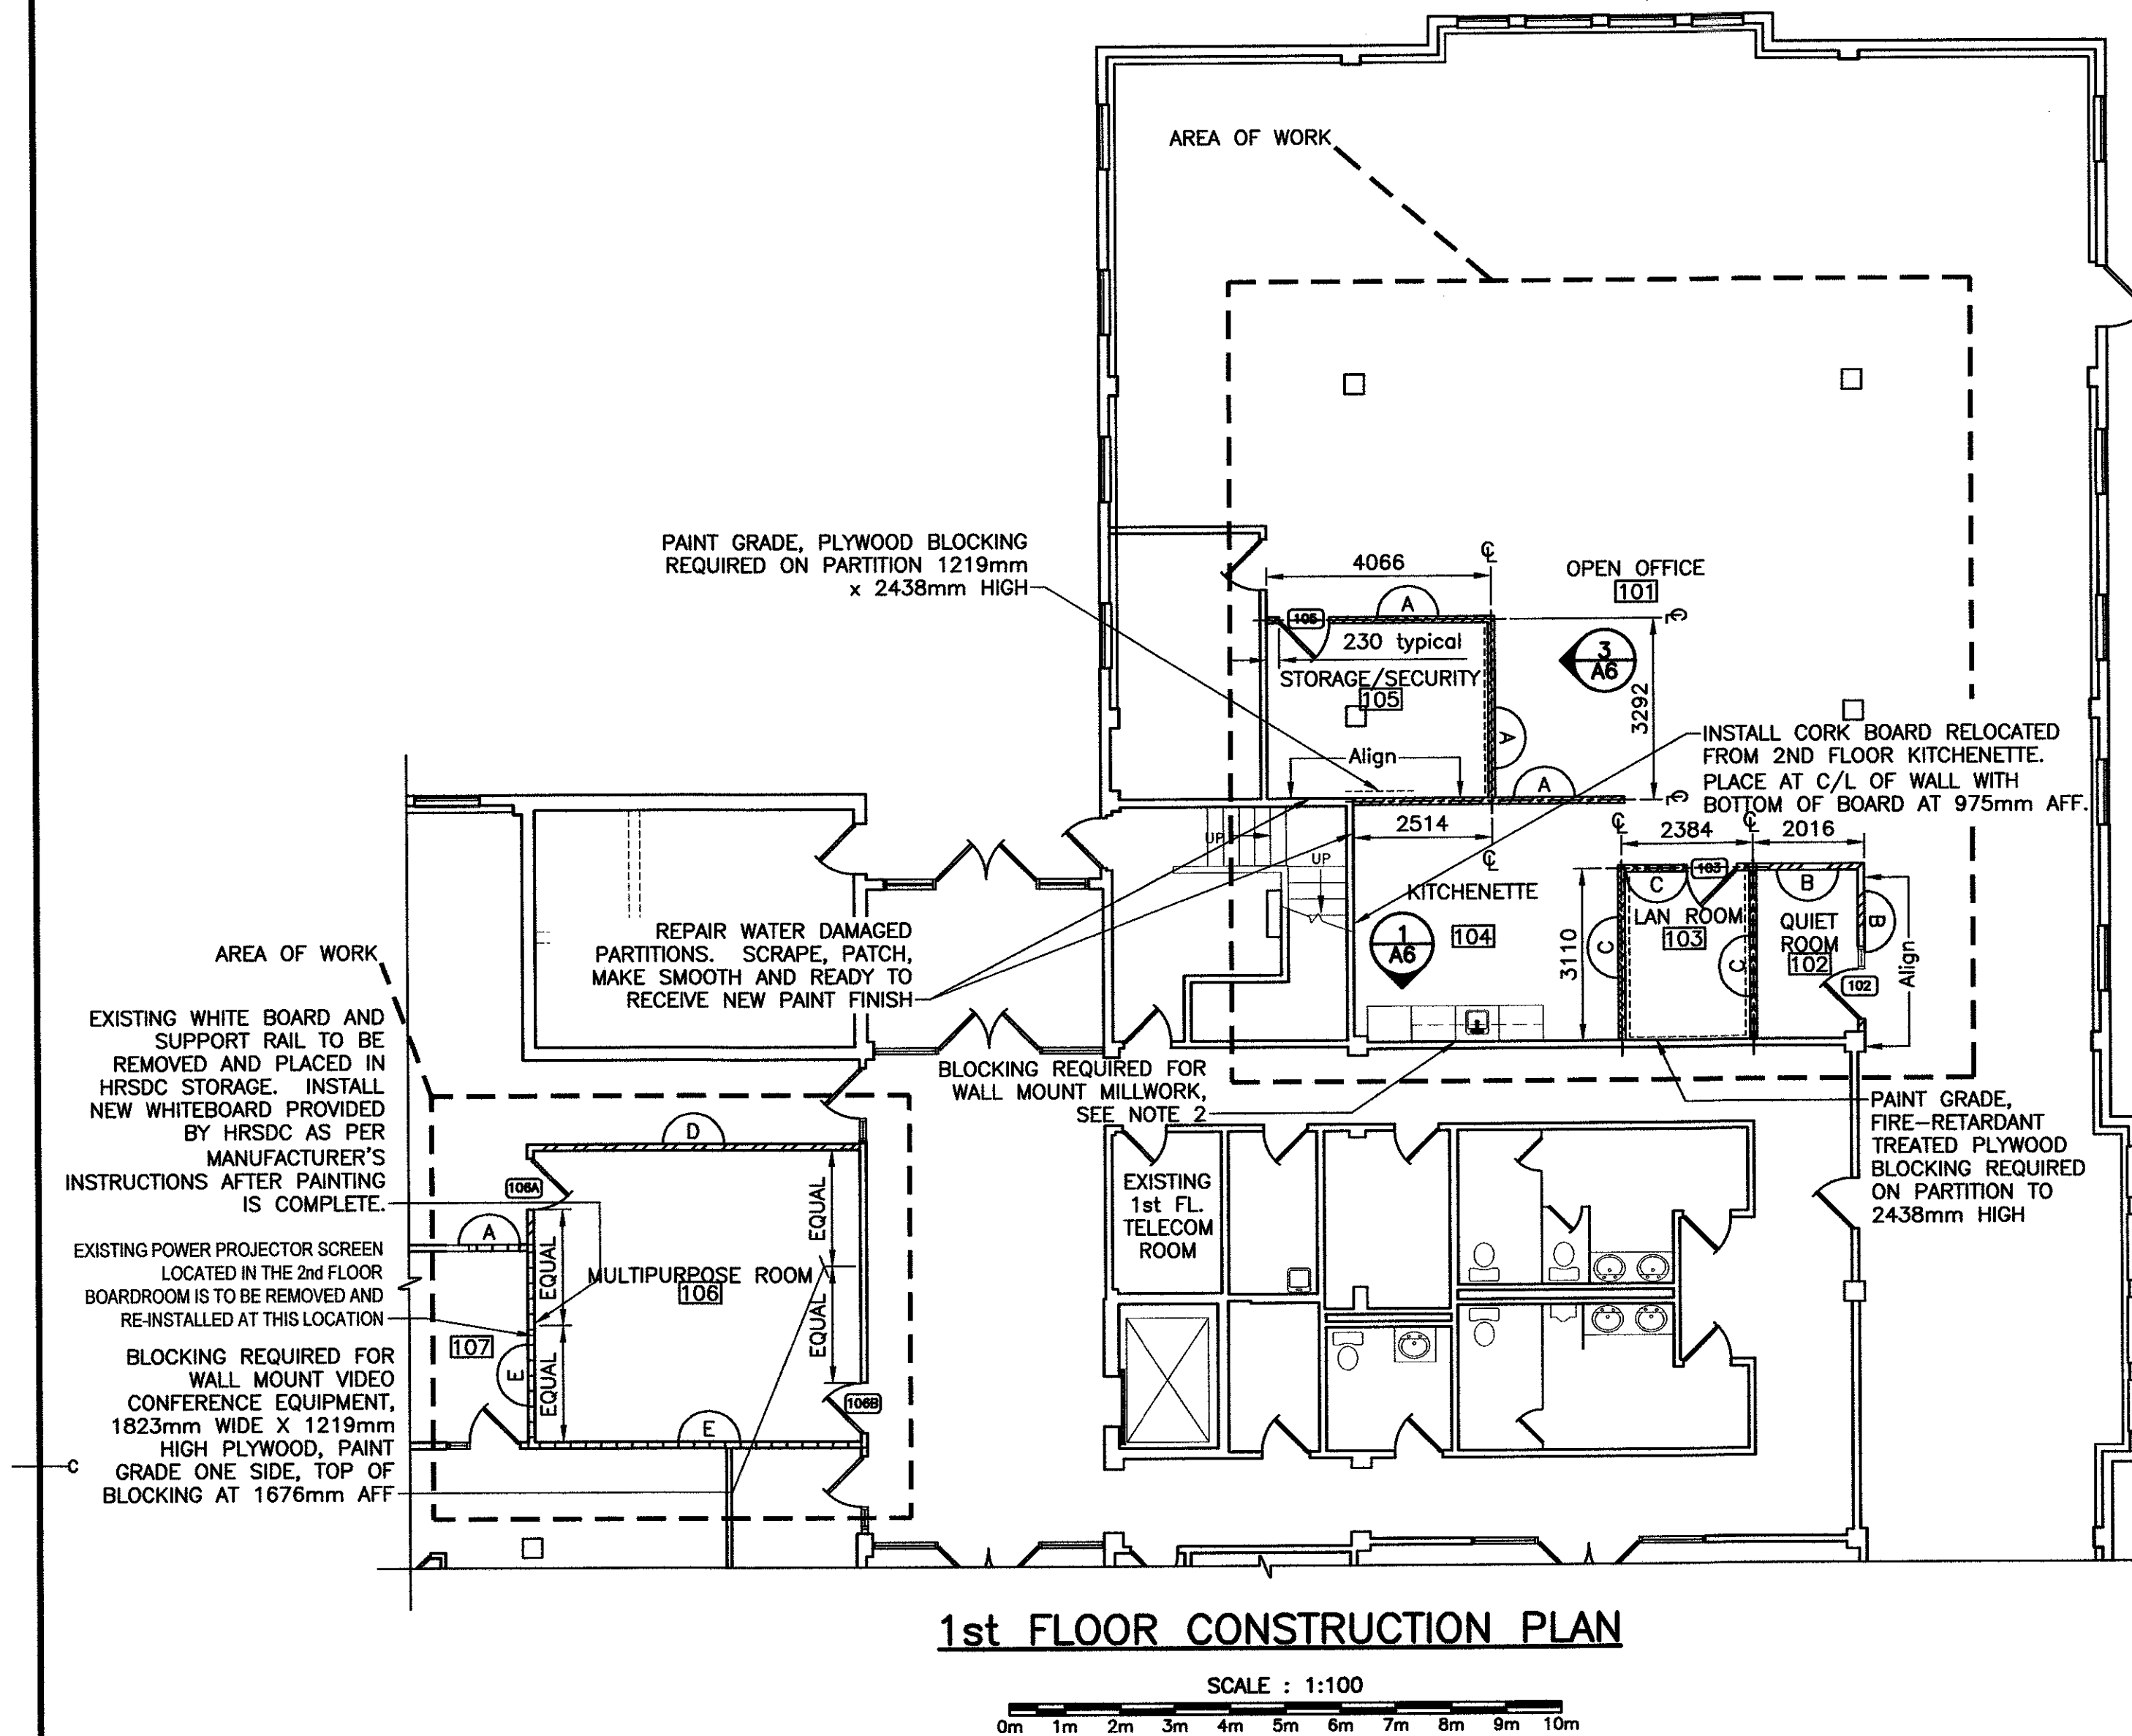 AREA OF WORK
PAINT GRADE, PLYWOOD BLOCKING
REQUIRED ON PARTITION 1219mm
x 2438mm HIGH
4066
℄
OPEN OFFICE
101
A
105
230 typical
3
A6
STORAGE/SECURITY
105
3292
℄
A
Align
A
℄
INSTALL CORK BOARD RELOCATED
FROM 2ND FLOOR KITCHENETTE.
PLACE AT C/L OF WALL WITH
BOTTOM OF BOARD AT 975mm AFF.
2514
℄
UP
UP
℄
2384
℄
2016
KITCHENETTE
104
1
A6
3110
C
103
LAN ROOM
103
C
C
B
QUIET
ROOM
102
B
102
Align
REPAIR WATER DAMAGED
PARTITIONS. SCRAPE, PATCH,
MAKE SMOOTH AND READY TO
RECEIVE NEW PAINT FINISH
AREA OF WORK
EXISTING WHITE BOARD AND
SUPPORT RAIL TO BE
REMOVED AND PLACED IN
HRSDC STORAGE. INSTALL
NEW WHITEBOARD PROVIDED
BY HRSDC AS PER
MANUFACTURER'S
INSTRUCTIONS AFTER PAINTING
IS COMPLETE.
BLOCKING REQUIRED FOR
WALL MOUNT MILLWORK,
SEE NOTE 2
PAINT GRADE,
FIRE-RETARDANT
TREATED PLYWOOD
BLOCKING REQUIRED
ON PARTITION TO
2438mm HIGH
D
106A
A
EQUAL
EQUAL
EQUAL
EQUAL
MULTIPURPOSE ROOM
106
EXISTING
1st FL.
TELECOM
ROOM
EXISTING POWER PROJECTOR SCREEN
LOCATED IN THE 2nd FLOOR
BOARDROOM IS TO BE REMOVED AND
RE-INSTALLED AT THIS LOCATION
107
E
E
106B
BLOCKING REQUIRED FOR
WALL MOUNT VIDEO
CONFERENCE EQUIPMENT,
1823mm WIDE X 1219mm
HIGH PLYWOOD, PAINT
GRADE ONE SIDE, TOP OF
BLOCKING AT 1676mm AFF
C
1st FLOOR CONSTRUCTION PLAN
SCALE : 1:100
0m 1m 2m 3m 4m 5m 6m 7m 8m 9m 10m